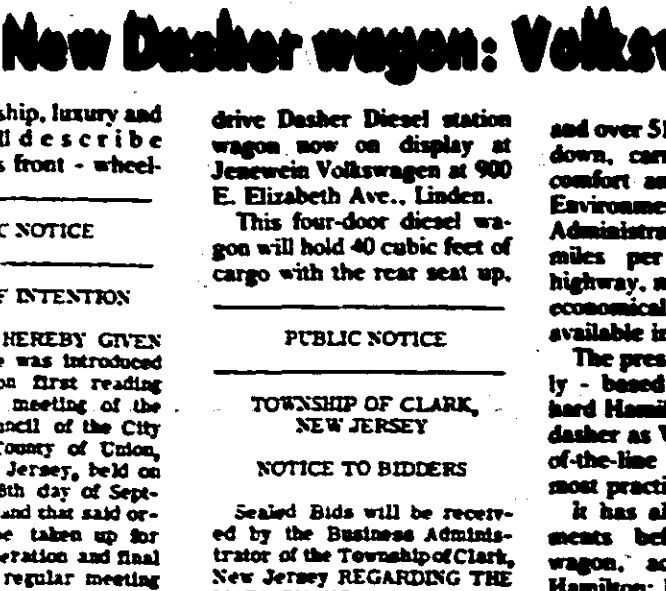 New Dasher wagon: Volksw
ship, luxury and
ll describe
s front - wheel-
C NOTICE
F INTENTION
HEREBY GIVEN
e was introduced
on first reading
meeting of the
ncil of the City
County of Union,
Jersey, held on
8th day of Sept-
and that said or-
be taken up for
eration and final
regular meeting
drive Dasher Diesel station
wagon now on display at
Jenewein Volkswagen at 900
E. Elizabeth Ave., Linden.
This four-door diesel wa-
gon will hold 40 cubic feet of
cargo with the rear seat up,
PUBLIC NOTICE
TOWNSHIP OF CLARK,
NEW JERSEY
NOTICE TO BIDDERS
Sealed Bids will be receiv-
ed by the Business Adminis-
trator of the Township of Clark,
New Jersey REGARDING THE
and over 51
down, car
comfort a
Environme
Administra
miles per
highway,
economical
available i
The pres
ly - based
hard Hamil
dasher as V
of-the-line
most practi
it has al
ments bef
wagon, ac
Hamilton: